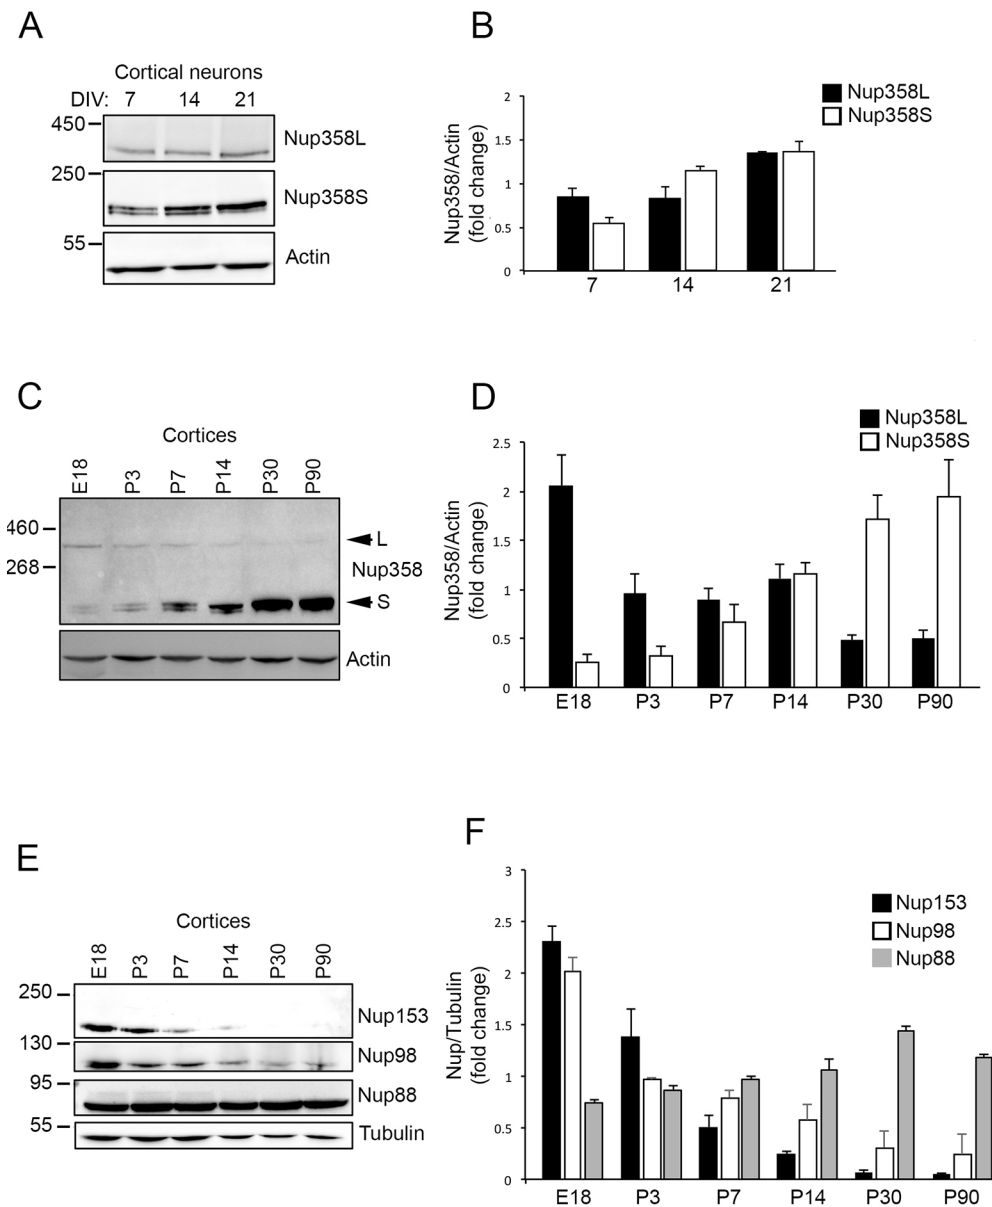 A
Cortical neurons
DIV: 7 14 21
450
Nup358L
250
Nup358S
55
Actin
B
Nup358L
Nup358S
Nup358/Actin
(fold change)
2
1.5
1
0.5
0
7 14 21
C
Cortices
E18 P3 P7 P14 P30 P90
460
L
268
Nup358
S
Actin
D
Nup358L
Nup358S
Nup358/Actin
(fold change)
2.5
2
1.5
1
0.5
0
E18 P3 P7 P14 P30 P90
E
Cortices
E18 P3 P7 P14 P30 P90
250
Nup153
130
Nup98
95
Nup88
55
Tubulin
F
Nup153
Nup98
Nup88
Nup/Tubulin
(fold change)
3
2.5
2
1.5
1
0.5
0
E18 P3 P7 P14 P30 P90